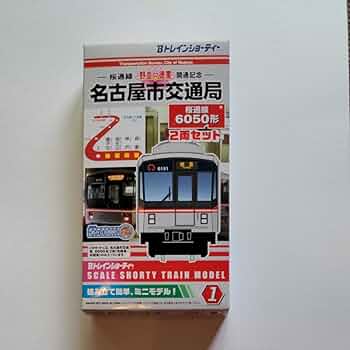 Bトレインショーティー
Transportation Bureau, City of Nagoya
桜通線 野並〜徳重 開通記念
名古屋市交通局
桜通線
6050形
2両セット
6151
Bトレインショーティー
SCALE SHORTY TRAIN MODEL
組み立て簡単、ミニモデル!
1